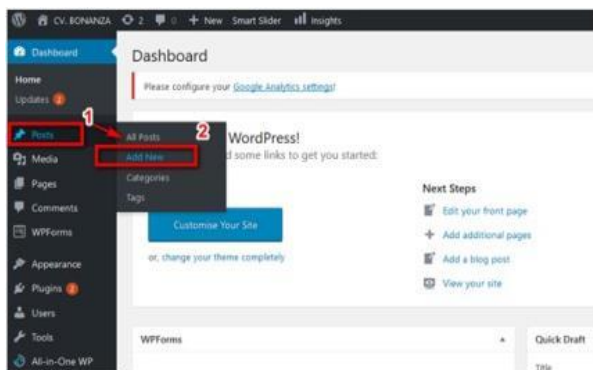 CV. BONANZA 2 0 + New Smart Slider Insights
Dashboard
Home
Updates 2
Posts
Media
Pages
Comments
WPForms
Appearance
Plugins 2
Users
Tools
All-in-One WP
1
2
All Posts
Add New
Categories
Tags
Dashboard
Please configure your Google Analytics settings!
WordPress!
d some links to get you started:
Customise Your Site
or, change your theme completely
Next Steps
Edit your front page
Add additional pages
Add a blog post
View your site
WPForms
Quick Draft
Title